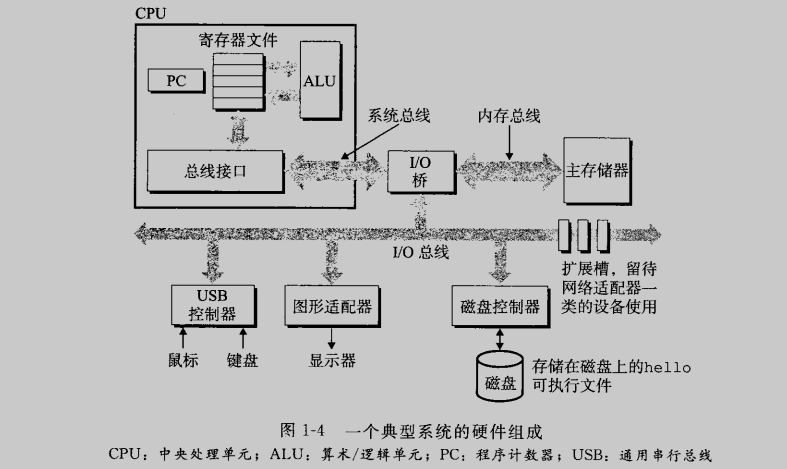 CPU
寄存器文件
PC
ALU
系统总线
内存总线
总线接口
I/O
桥
主存储器
I/O 总线
扩展槽，留待
网络适配器一
类的设备使用
USB
控制器
图形适配器
磁盘控制器
鼠标
键盘
显示器
磁盘
存储在磁盘上的hello
可执行文件
图 1-4 一个典型系统的硬件组成
CPU：中央处理单元；ALU：算术/逻辑单元；PC：程序计数器；USB：通用串行总线